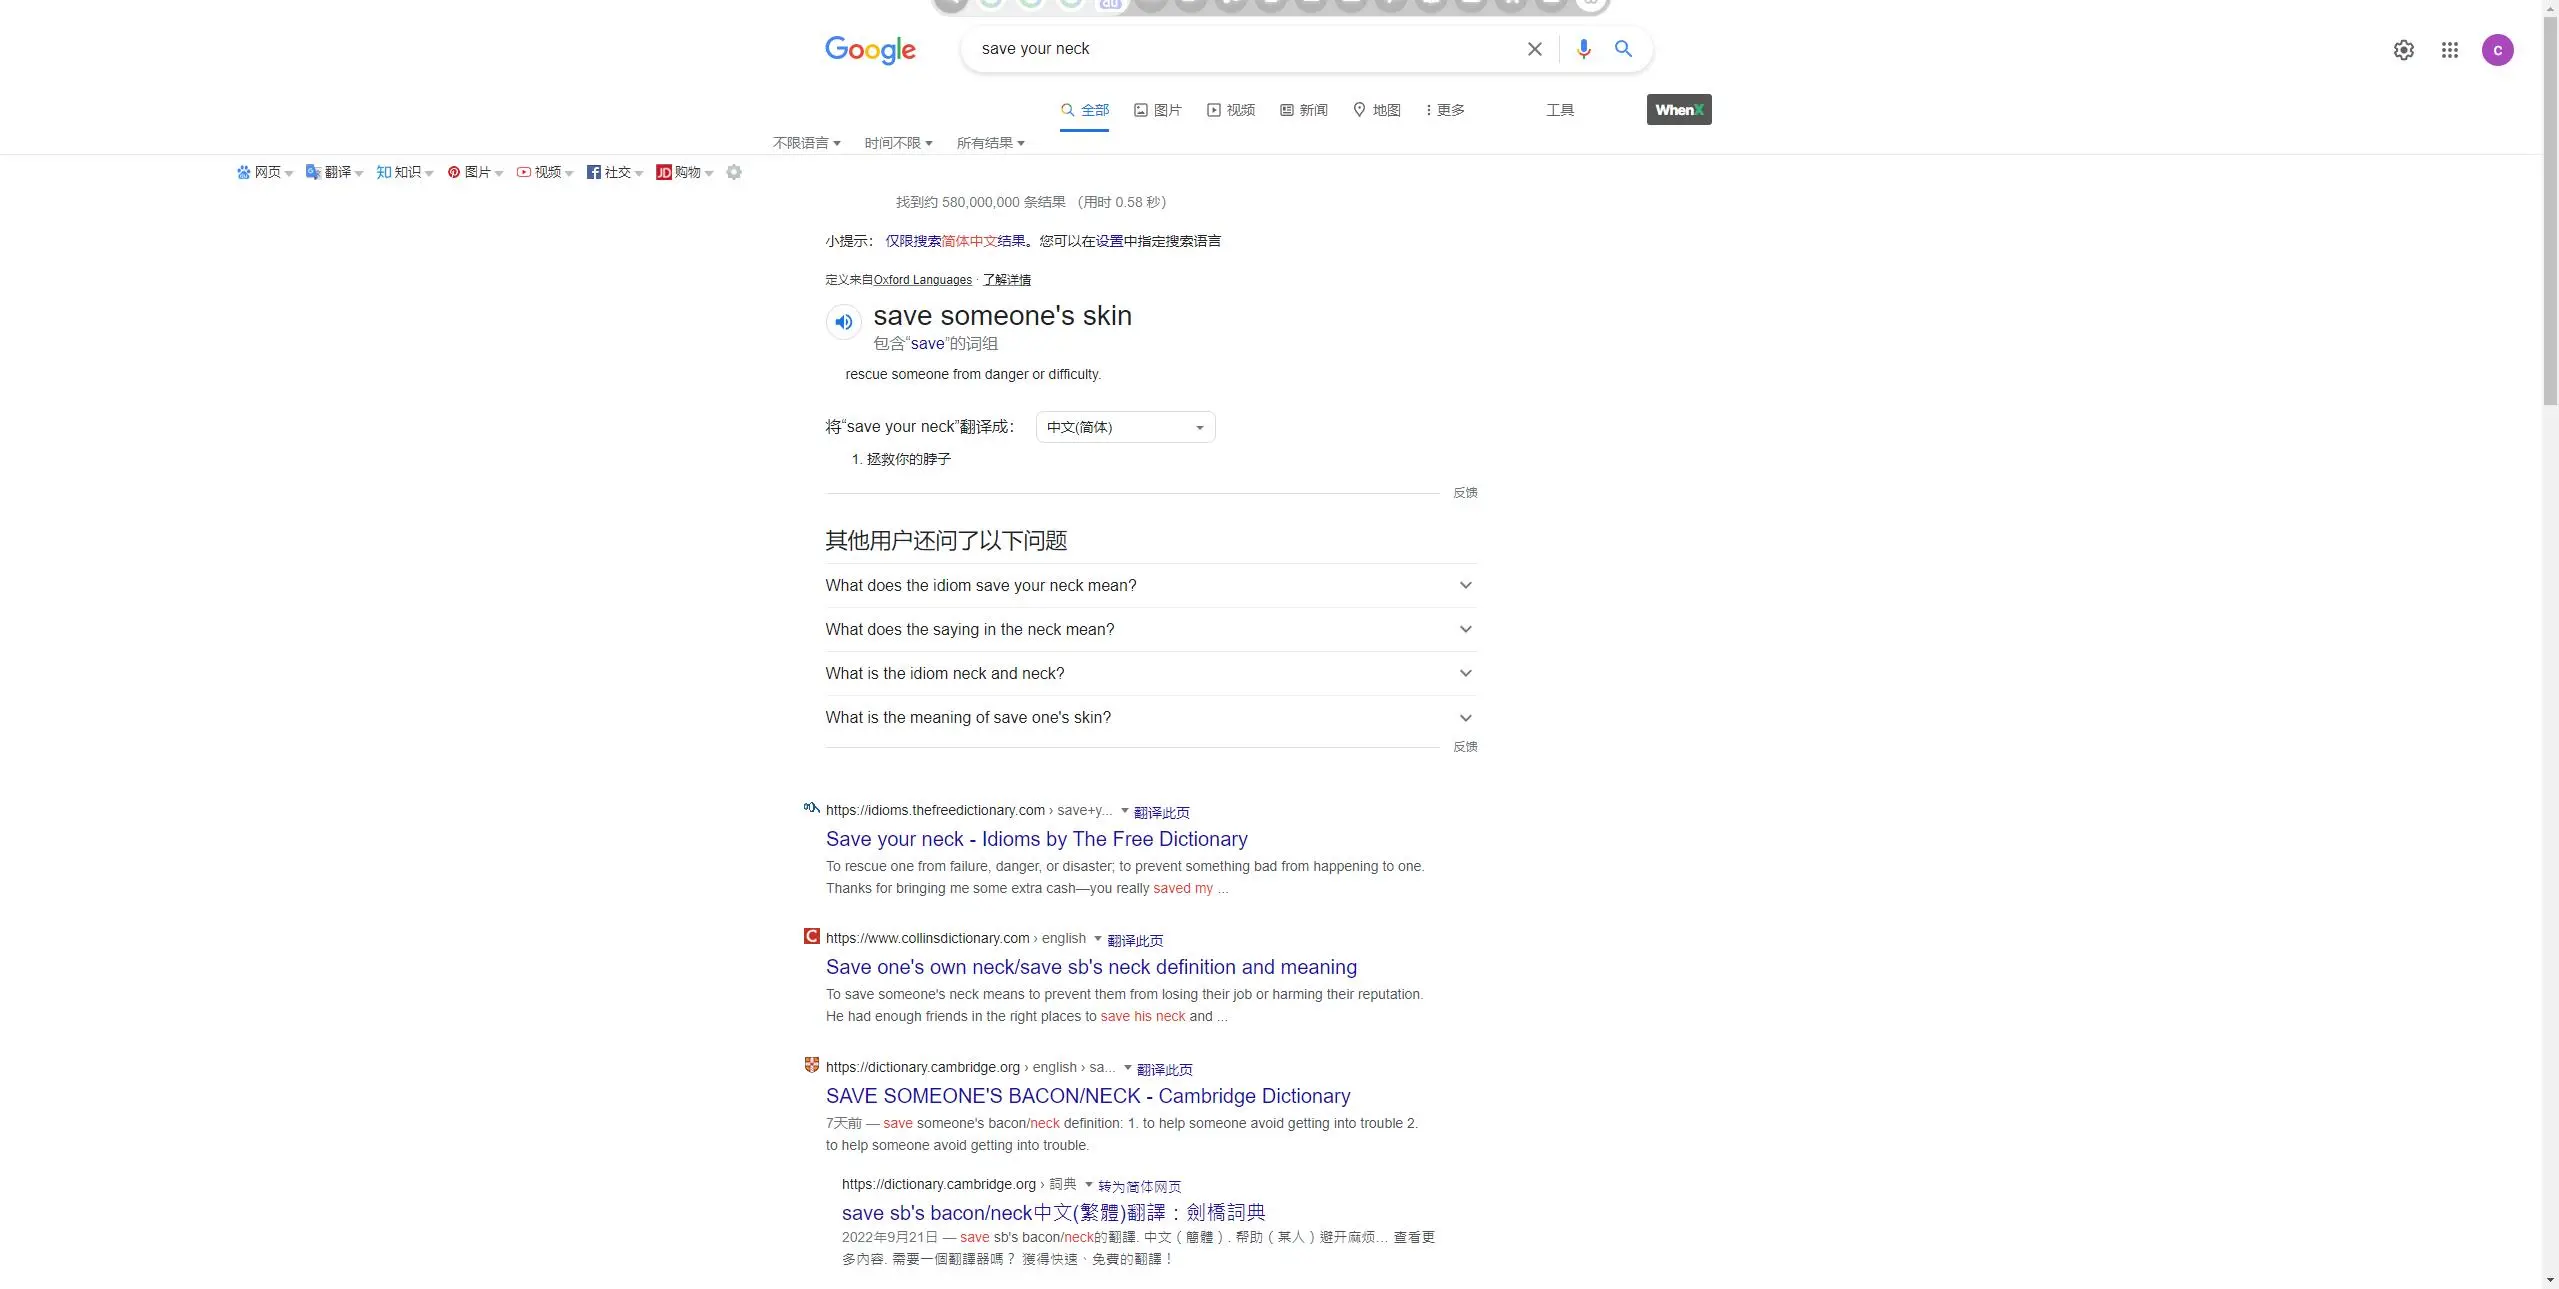 Google
save your neck
C
全部 图片 视频 新闻 地图 更多 工具
WhenX
不限语言 时间不限 所有结果
网页 翻译 知 知识 图片 视频 社交 JD 购物
找到约 580,000,000 条结果 （用时 0.58 秒）
小提示： 仅限搜索简体中文结果。您可以在设置中指定搜索语言
定义来自Oxford Languages · 了解详情
save someone's skin
包含“save”的词组
rescue someone from danger or difficulty.
将“save your neck”翻译成： 中文(简体)
1. 拯救你的脖子
反馈
其他用户还问了以下问题
What does the idiom save your neck mean?
What does the saying in the neck mean?
What is the idiom neck and neck?
What is the meaning of save one's skin?
反馈
https://idioms.thefreedictionary.com › save+y... 翻译此页
Save your neck - Idioms by The Free Dictionary
To rescue one from failure, danger, or disaster; to prevent something bad from happening to one.
Thanks for bringing me some extra cash—you really saved my ...
https://www.collinsdictionary.com › english 翻译此页
Save one's own neck/save sb's neck definition and meaning
To save someone's neck means to prevent them from losing their job or harming their reputation.
He had enough friends in the right places to save his neck and ...
https://dictionary.cambridge.org › english › sa... 翻译此页
SAVE SOMEONE'S BACON/NECK - Cambridge Dictionary
7天前 — save someone's bacon/neck definition: 1. to help someone avoid getting into trouble 2.
to help someone avoid getting into trouble.
https://dictionary.cambridge.org › 詞典 转为简体网页
save sb's bacon/neck中文(繁體)翻譯：劍橋詞典
2022年9月21日 — save sb's bacon/neck的翻譯. 中文（簡體）. 帮助（某人）避开麻烦… 查看更
多內容. 需要一個翻譯器嗎？ 獲得快速、免費的翻譯！